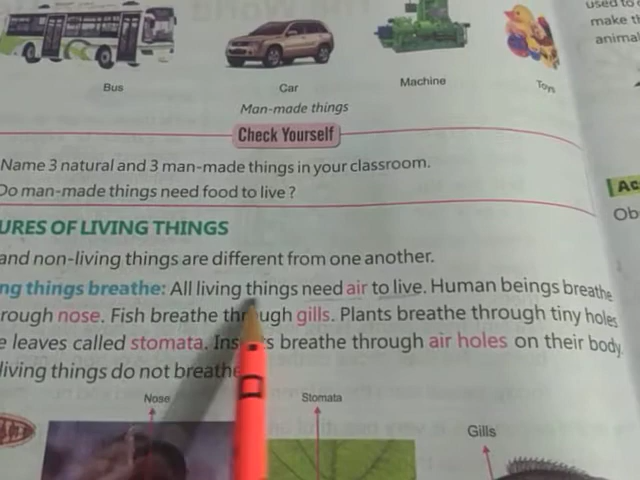 used to
make th
animal
Bus
Car
Machine
Toys
Man-made things
Check Yourself
Name 3 natural and 3 man-made things in your classroom.
Do man-made things need food to live?
Ac
Ob
URES OF LIVING THINGS
and non-living things are different from one another.
ng things breathe: All living things need air to live. Human beings breathe
rough nose. Fish breathe through gills. Plants breathe through tiny holes
e leaves called stomata. Insects breathe through air holes on their body.
living things do not breathe
Nose
Stomata
Gills